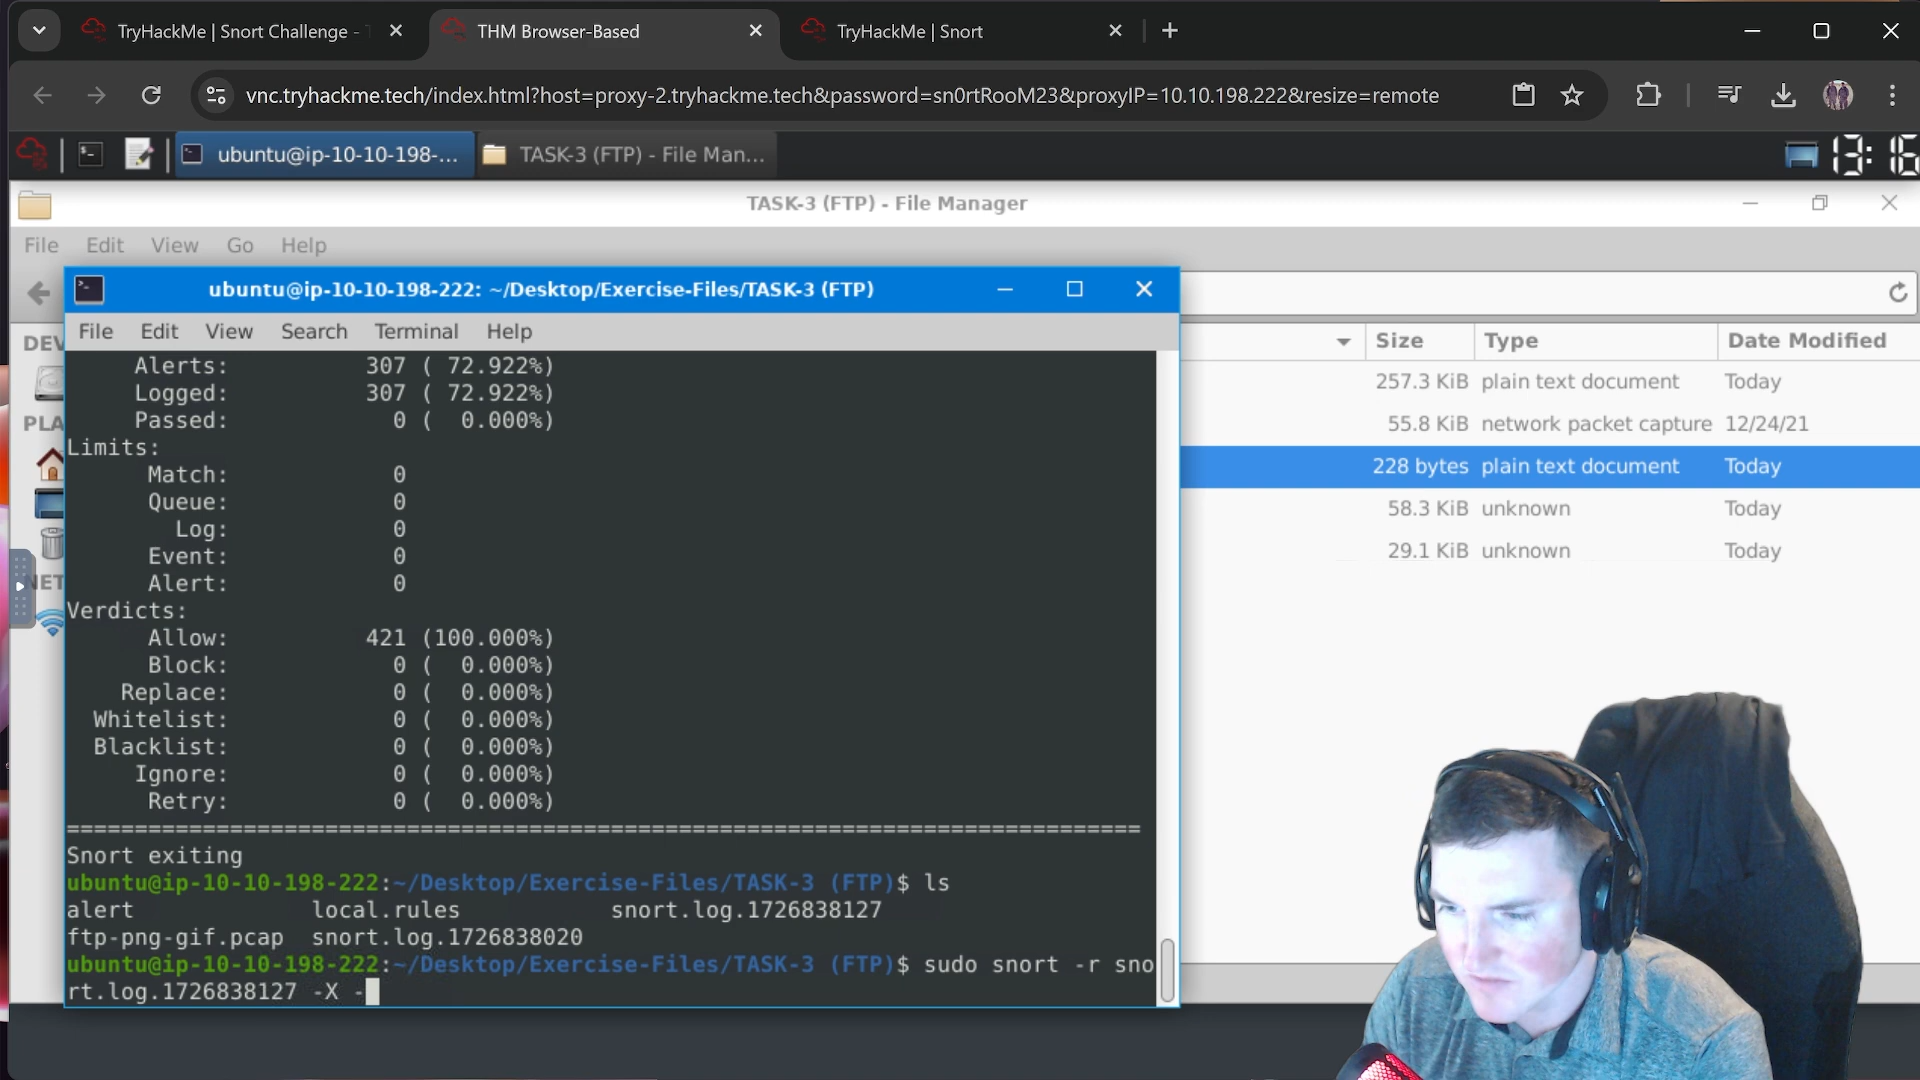 TryHackMe | Snort Challenge -
THM Browser-Based
TryHackMe | Snort
vnc.tryhackme.tech/index.html?host=proxy-2.tryhackme.tech&password=sn0rtRooM23&proxyIP=10.10.198.222&resize=remote
ubuntu@ip-10-10-198-...
TASK-3 (FTP) - File Man...
13: 16
TASK-3 (FTP) - File Manager
File Edit View Go Help
ubuntu@ip-10-10-198-222: ~/Desktop/Exercise-Files/TASK-3 (FTP)
File Edit View Search Terminal Help
DEV
PLA
NET
Size Type Date Modified
257.3 KiB plain text document Today
55.8 KiB network packet capture 12/24/21
228 bytes plain text document Today
58.3 KiB unknown Today
29.1 KiB unknown Today
Alerts: 307 ( 72.922%)
Logged: 307 ( 72.922%)
Passed: 0 ( 0.000%)
Limits:
Match: 0
Queue: 0
Log: 0
Event: 0
Alert: 0
Verdicts:
Allow: 421 (100.000%)
Block: 0 ( 0.000%)
Replace: 0 ( 0.000%)
Whitelist: 0 ( 0.000%)
Blacklist: 0 ( 0.000%)
Ignore: 0 ( 0.000%)
Retry: 0 ( 0.000%)
===============================================================================
Snort exiting
ubuntu@ip-10-10-198-222:~/Desktop/Exercise-Files/TASK-3 (FTP)$ ls
alert local.rules snort.log.1726838127
ftp-png-gif.pcap snort.log.1726838020
ubuntu@ip-10-10-198-222:~/Desktop/Exercise-Files/TASK-3 (FTP)$ sudo snort -r sno
rt.log.1726838127 -X -